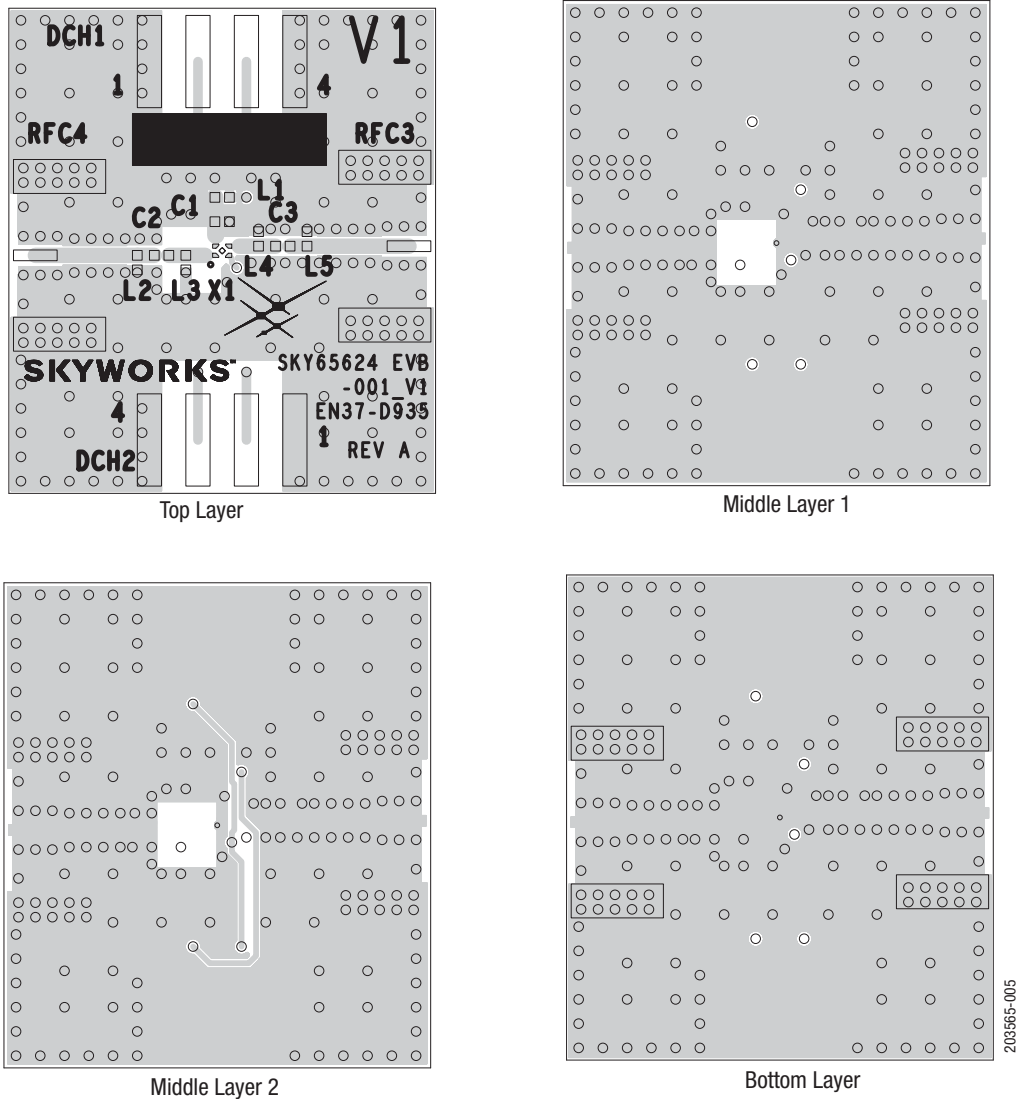 DCH1
V1
1
4
RFC4
RFC3
L1
C1
C3
C2
L4
L5
L2
L3
X1
SKYWORKS™
SKY65624 EVB
-001_V1
EN37-D935
4
1
REV A
DCH2
Top Layer
Middle Layer 1
Middle Layer 2
Bottom Layer
203565-005